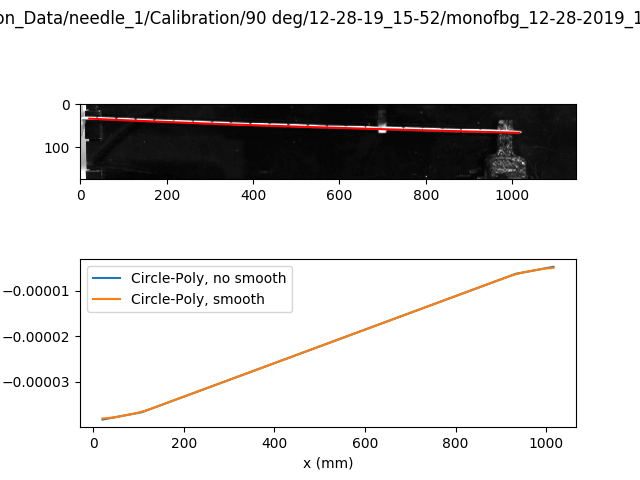 on_Data/needle_1/Calibration/90 deg/12-28-19_15-52/monofbg_12-28-2019_1
0
100
0 200 400 600 800 1000
Circle-Poly, no smooth
Circle-Poly, smooth
−0.00001
−0.00002
−0.00003
0 200 400 600 800 1000
x (mm)